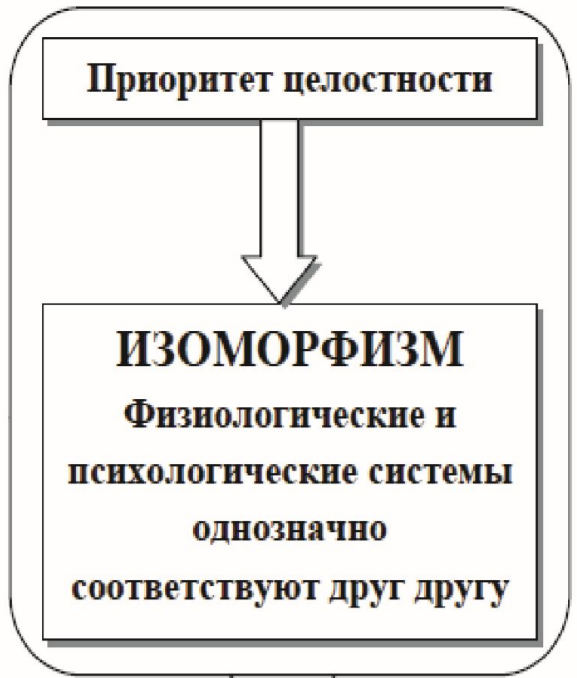 Приоритет целостности
ИЗОМОРФИЗМ
Физиологические и
психологические системы
однозначно
соответствуют друг другу